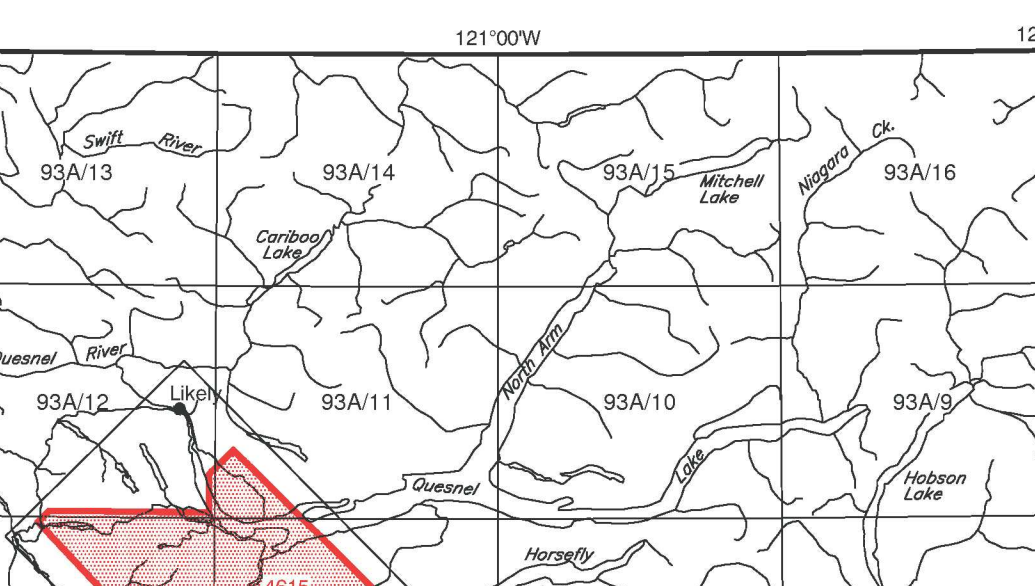 121°00'W
Swift River
Niagara Ck.
93A/13
93A/14
93A/15
93A/16
Mitchell
Lake
Cariboo
Lake
River
North Arm
Likely
93A/12
93A/11
93A/10
93A/9
Lake
Quesnel
Hobson
Lake
Horsefly
4615